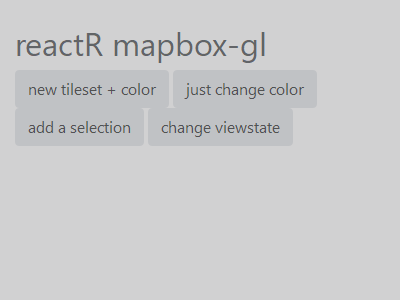 reactR mapbox-gl
new tileset + color just change color
add a selection change viewstate